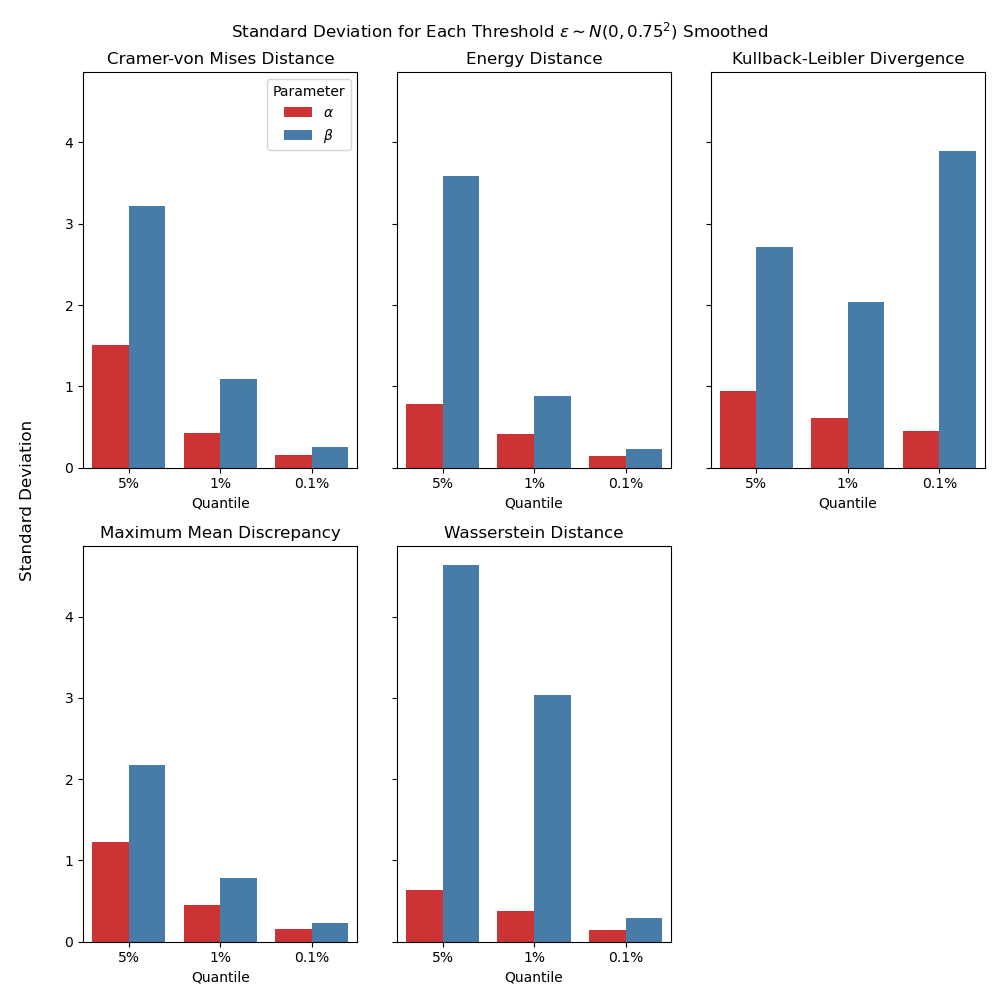 Standard Deviation for Each Threshold ε ∼ N(0, 0.75²) Smoothed
Cramer-von Mises Distance
Energy Distance
Kullback-Leibler Divergence
Parameter
α
β
4
3
2
1
0
5% 1% 0.1%
Quantile
5% 1% 0.1%
Quantile
5% 1% 0.1%
Quantile
Standard Deviation
Maximum Mean Discrepancy
Wasserstein Distance
4
3
2
1
0
5% 1% 0.1%
Quantile
5% 1% 0.1%
Quantile